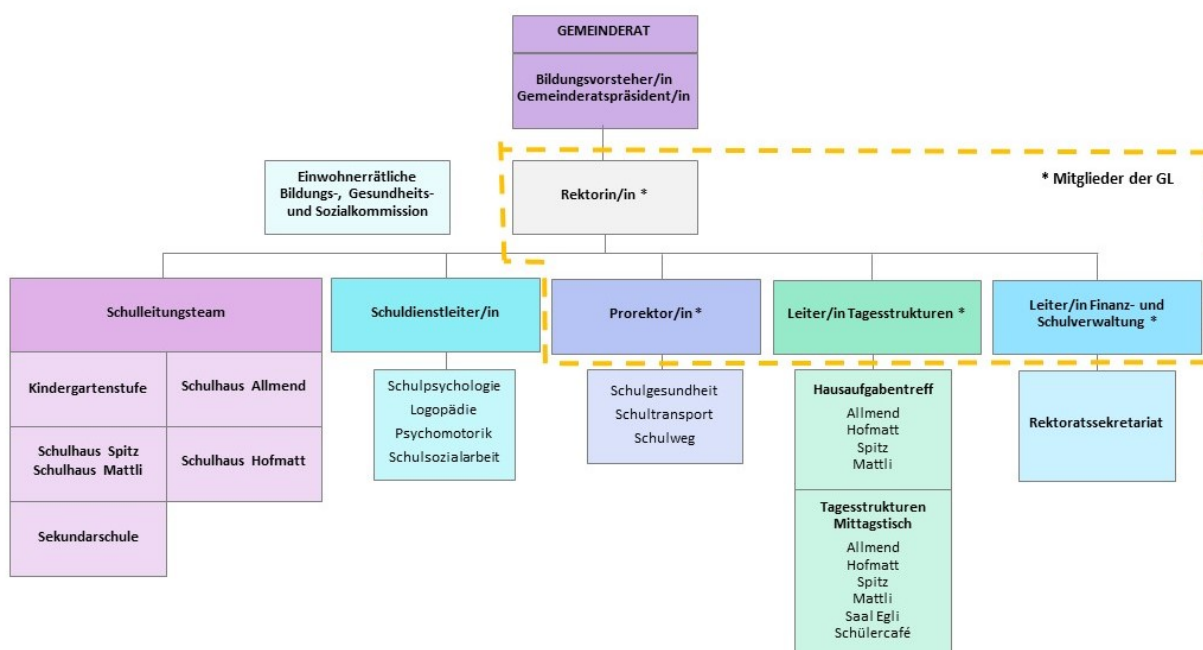 GEMEINDERAT
Bildungsvorsteher/in
Gemeinderatspräsident/in
Einwohnerrätliche
Bildungs-, Gesundheits-
und Sozialkommission
Rektorin/in *
* Mitglieder der GL
Schulleitungsteam
Schuldienstleiter/in
Prorektor/in *
Leiter/in Tagesstrukturen *
Leiter/in Finanz- und
Schulverwaltung *
Kindergartenstufe
Schulhaus Allmend
Schulhaus Spitz
Schulhaus Mattli
Schulhaus Hofmatt
Sekundarschule
Schulpsychologie
Logopädie
Psychomotorik
Schulsozialarbeit
Schulgesundheit
Schultransport
Schulweg
Hausaufgabentreff
Allmend
Hofmatt
Spitz
Mattli
Tagesstrukturen
Mittagstisch
Allmend
Hofmatt
Spitz
Mattli
Saal Egli
Schülercafé
Rektoratssekretariat